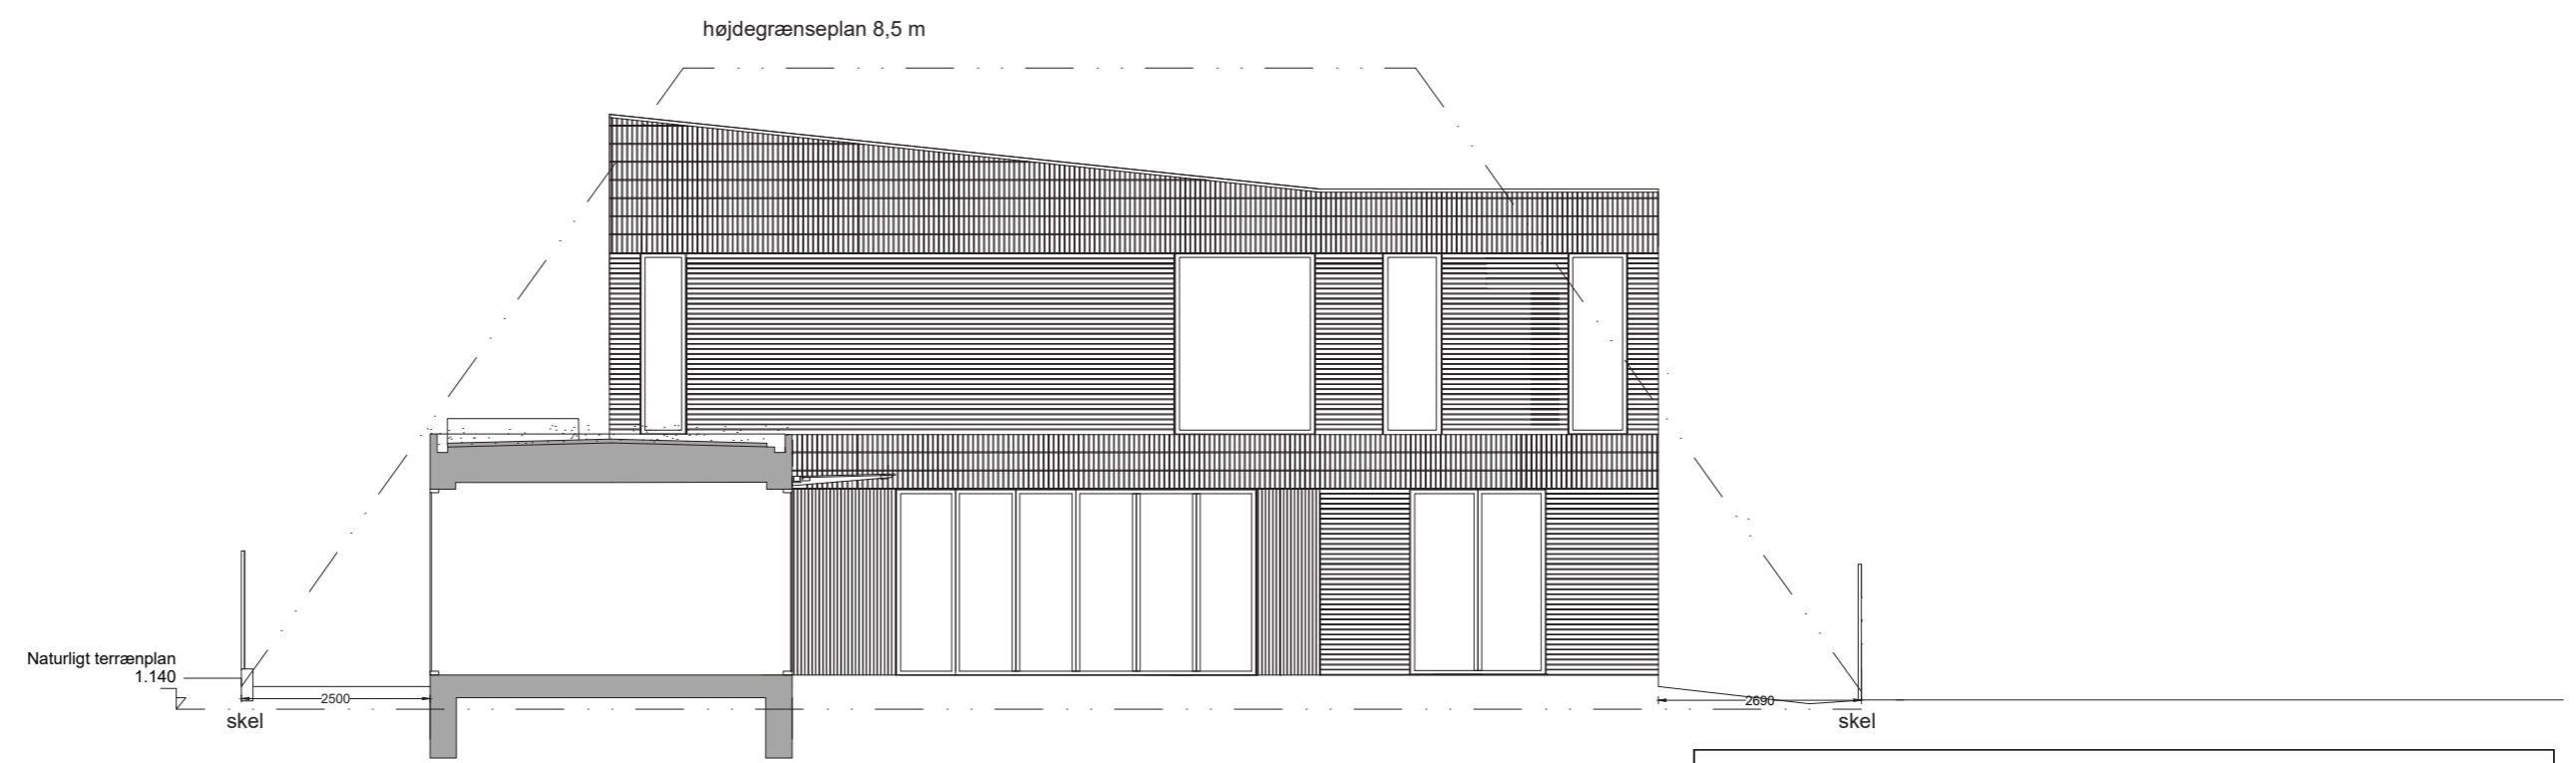 højdegrænseplan 8,5 m
Naturligt terrænplan
1.140
2500
2690
skel
skel